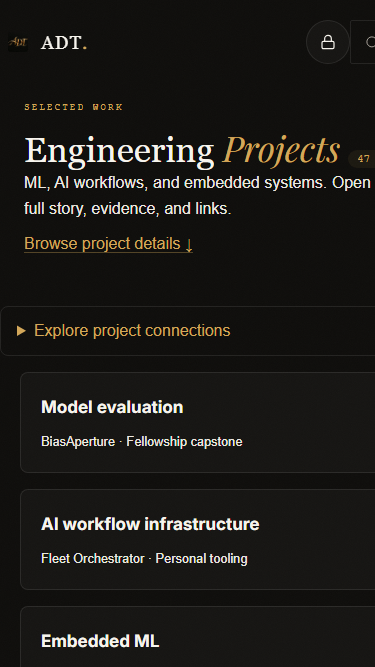 Apt
ADT.
SELECTED WORK
Engineering Projects 47
ML, AI workflows, and embedded systems. Open
full story, evidence, and links.
Browse project details ↓
▶ Explore project connections
Model evaluation
BiasAperture · Fellowship capstone
AI workflow infrastructure
Fleet Orchestrator · Personal tooling
Embedded ML